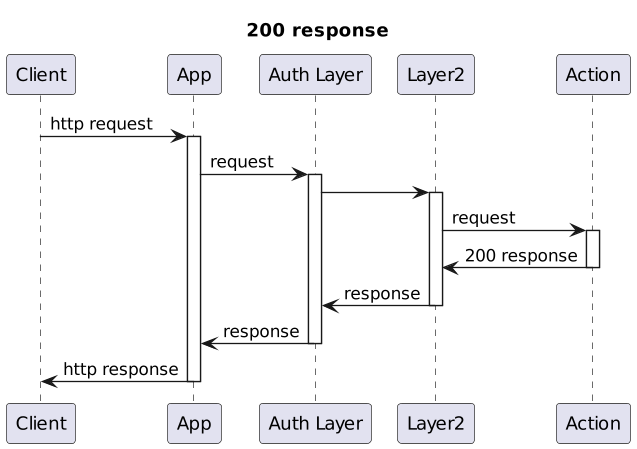 200 response
Client
App
Auth Layer
Layer2
Action
http request
request
request
200 response
response
response
http response
Client
App
Auth Layer
Layer2
Action